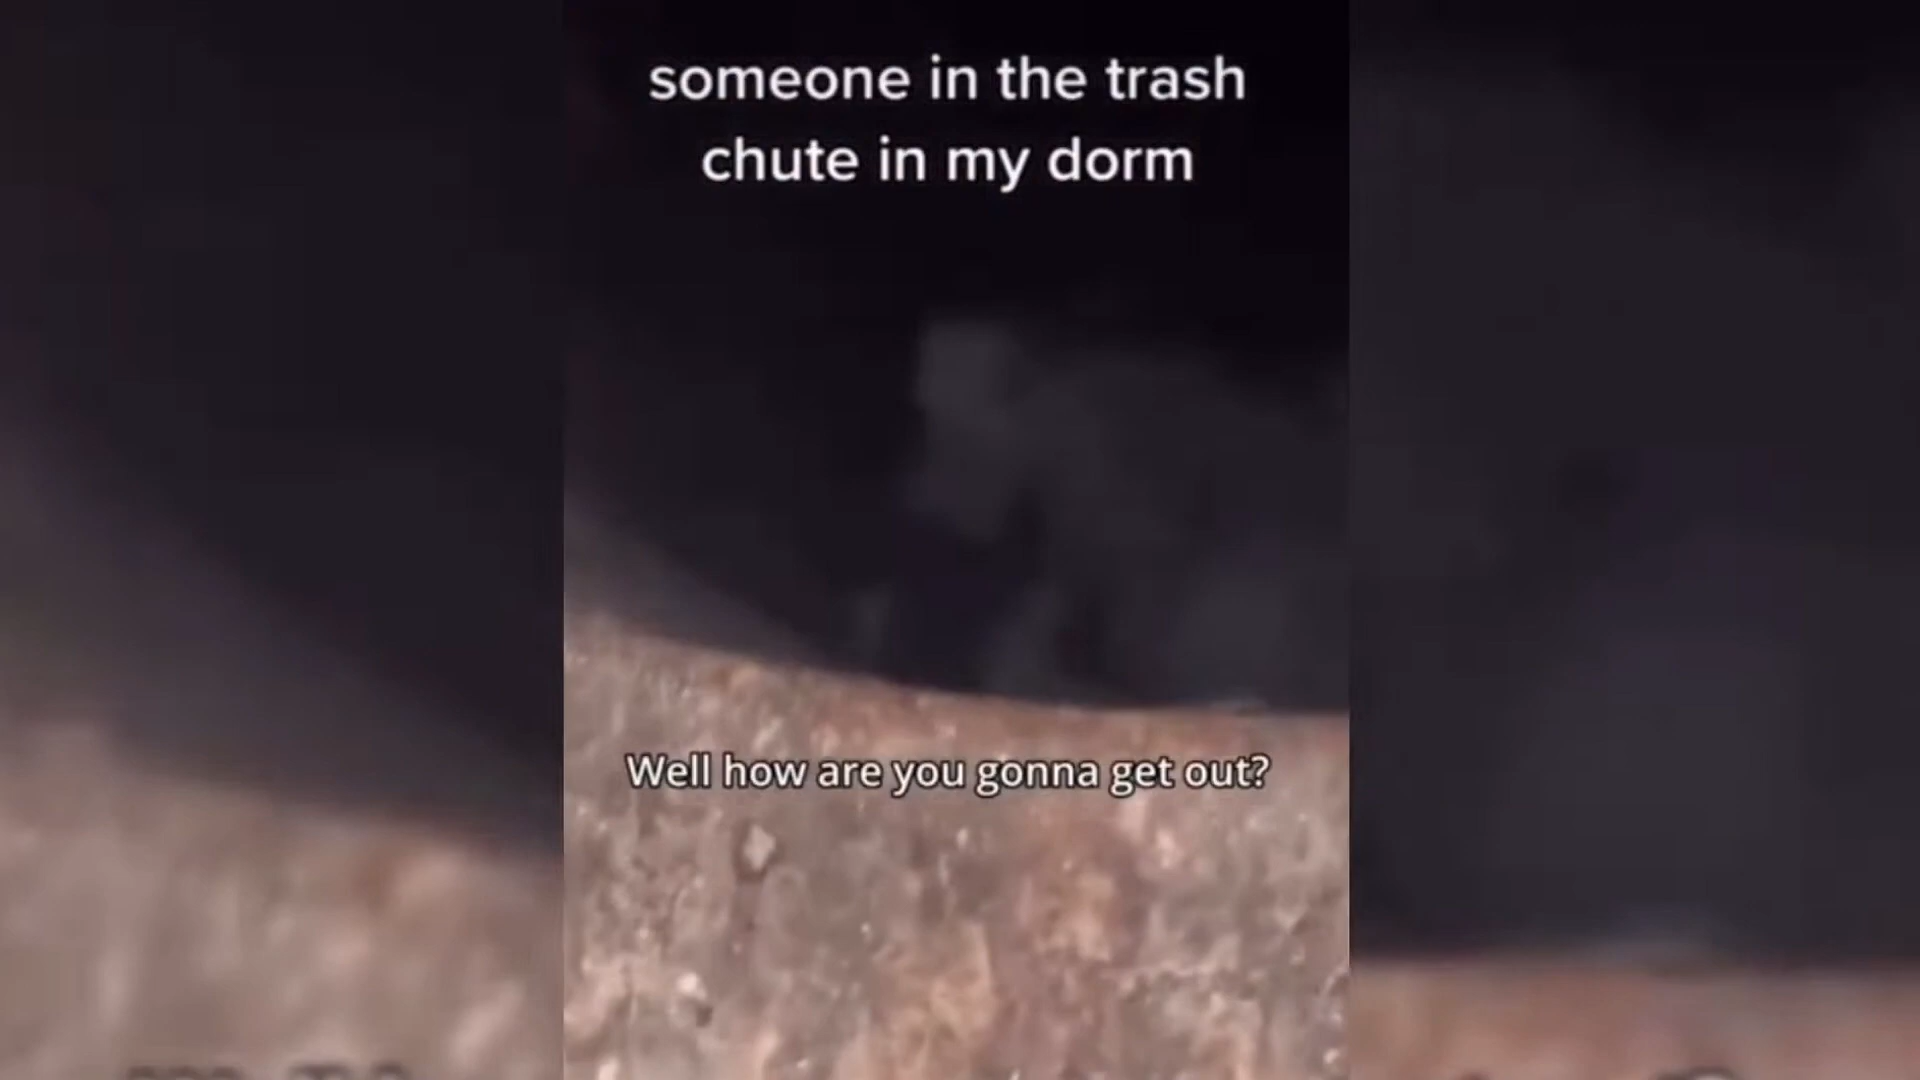 someone in the trash
chute in my dorm
Well how are you gonna get out?